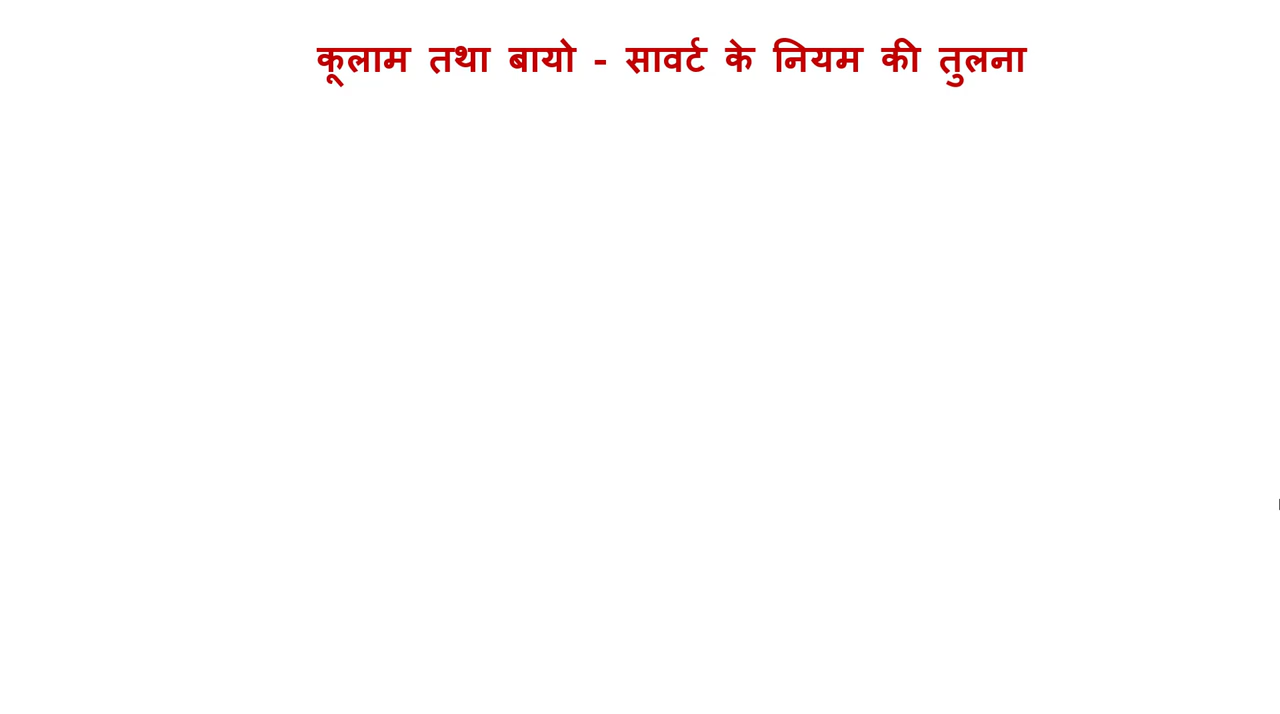 कूलाम तथा बायो - सावर्ट के नियम की तुलना